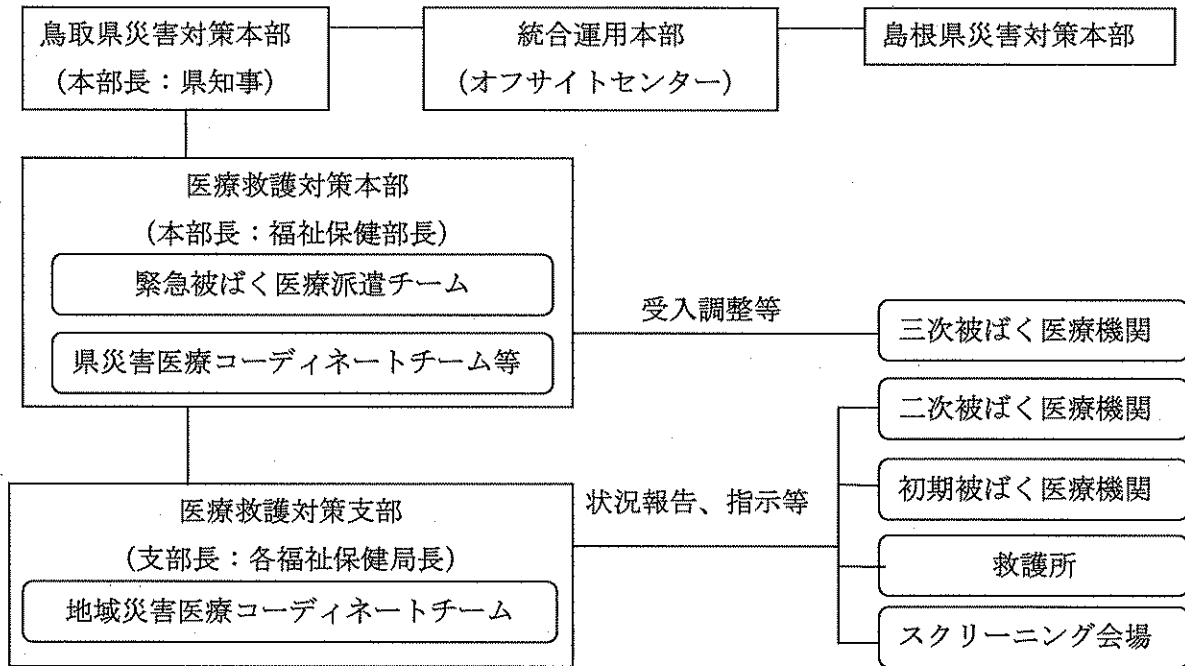 鳥取県災害対策本部
(本部長：県知事)
統合運用本部
(オフサイトセンター)
島根県災害対策本部
医療救護対策本部
(本部長：福祉保健部長)
緊急被ばく医療派遣チーム
県災害医療コーディネートチーム等
受入調整等
三次被ばく医療機関
二次被ばく医療機関
初期被ばく医療機関
救護所
スクリーニング会場
状況報告、指示等
医療救護対策支部
(支部長：各福祉保健局長)
地域災害医療コーディネートチーム